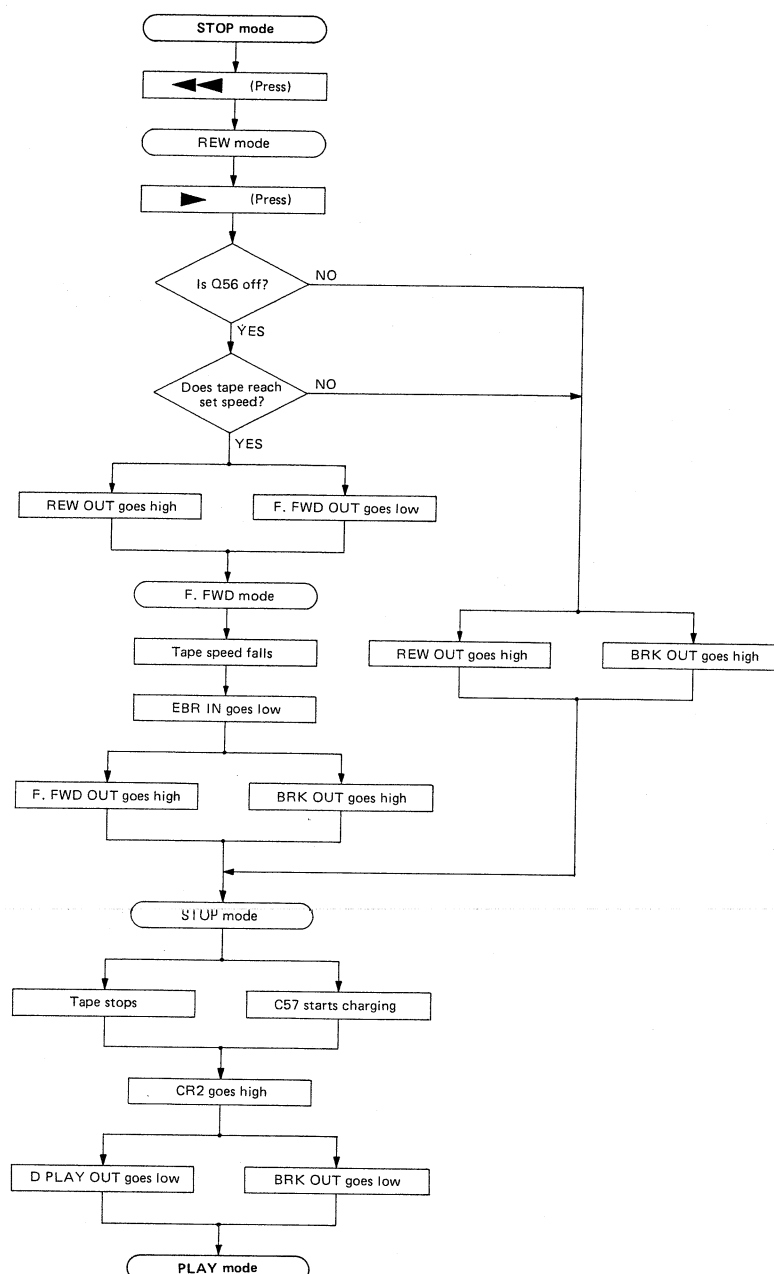 STOP mode
(Press)
REW mode
(Press)
Is Q56 off?
NO
YES
Does tape reach
set speed?
NO
YES
REW OUT goes high
F. FWD OUT goes low
F. FWD mode
Tape speed falls
REW OUT goes high
BRK OUT goes high
EBR IN goes low
F. FWD OUT goes high
BRK OUT goes high
STOP mode
Tape stops
C57 starts charging
CR2 goes high
D PLAY OUT goes low
BRK OUT goes low
PLAY mode